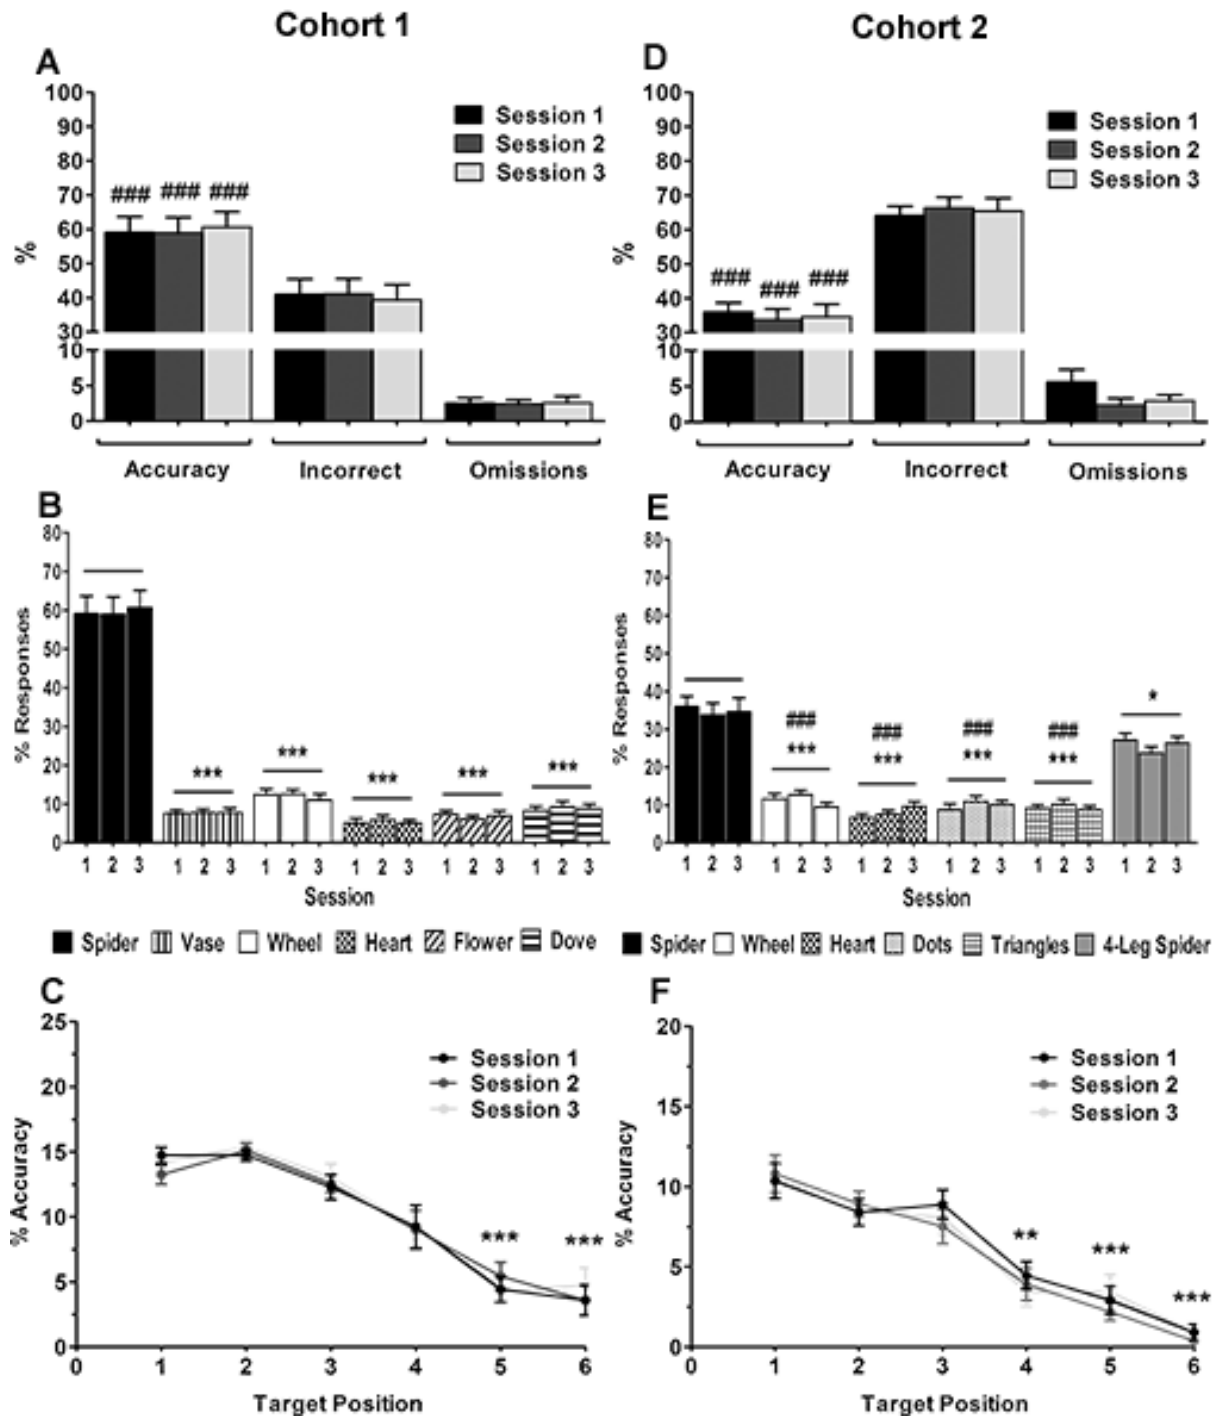 Cohort 1
Cohort 2
A
%
100
90
80
70
60
50
40
30
10
5
0
Session 1
Session 2
Session 3
### ### ###
Accuracy Incorrect Omissions
D
%
100
90
80
70
60
50
40
30
10
5
0
Session 1
Session 2
Session 3
### ### ###
Accuracy Incorrect Omissions
B
% Responses
80
70
60
50
40
30
20
10
0
*** *** *** *** ***
1 2 3 1 2 3 1 2 3 1 2 3 1 2 3 1 2 3
Session
Spider Vase Wheel Heart Flower Dove
E
% Responses
80
70
60
50
40
30
20
10
0
### ### ### ###
### ### ### ###
*** *** *** *** *
1 2 3 1 2 3 1 2 3 1 2 3 1 2 3 1 2 3
Session
Spider Wheel Heart Dots Triangles 4-Leg Spider
C
% Accuracy
25
20
15
10
5
0
Session 1
Session 2
Session 3
*** ***
0 1 2 3 4 5 6
Target Position
F
% Accuracy
20
15
10
5
0
Session 1
Session 2
Session 3
** *** ***
0 1 2 3 4 5 6
Target Position